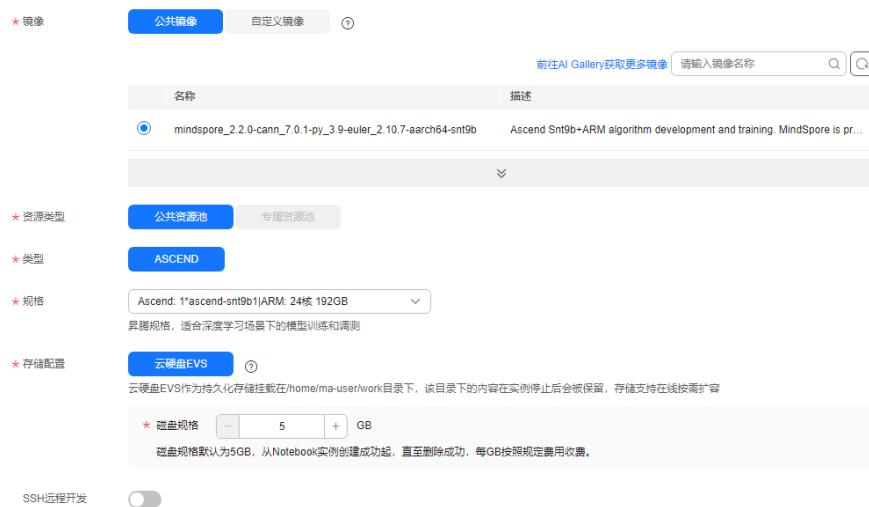 * 镜像 公共镜像 自定义镜像 ?
前往AI Gallery获取更多镜像 请输入镜像名称
名称 描述
mindspore_2.2.0-cann_7.0.1-py_3.9-euler_2.10.7-aarch64-snt9b Ascend Snt9b+ARM algorithm development and training. MindSpore is pr...
* 资源类型 公共资源池 专属资源池
* 类型 ASCEND
* 规格 Ascend: 1*ascend-snt9b1|ARM: 24核 192GB
昇腾规格，适合深度学习场景下的模型训练和调测
* 存储配置 云硬盘EVS ?
云硬盘EVS作为持久化存储挂载在/home/ma-user/work目录下，该目录下的内容在实例停止后会被保留，存储支持在线按需扩容
* 磁盘规格 − 5 + GB
磁盘规格默认为5GB，从Notebook实例创建成功起，直至删除成功，每GB按照规定费用收费。
SSH远程开发